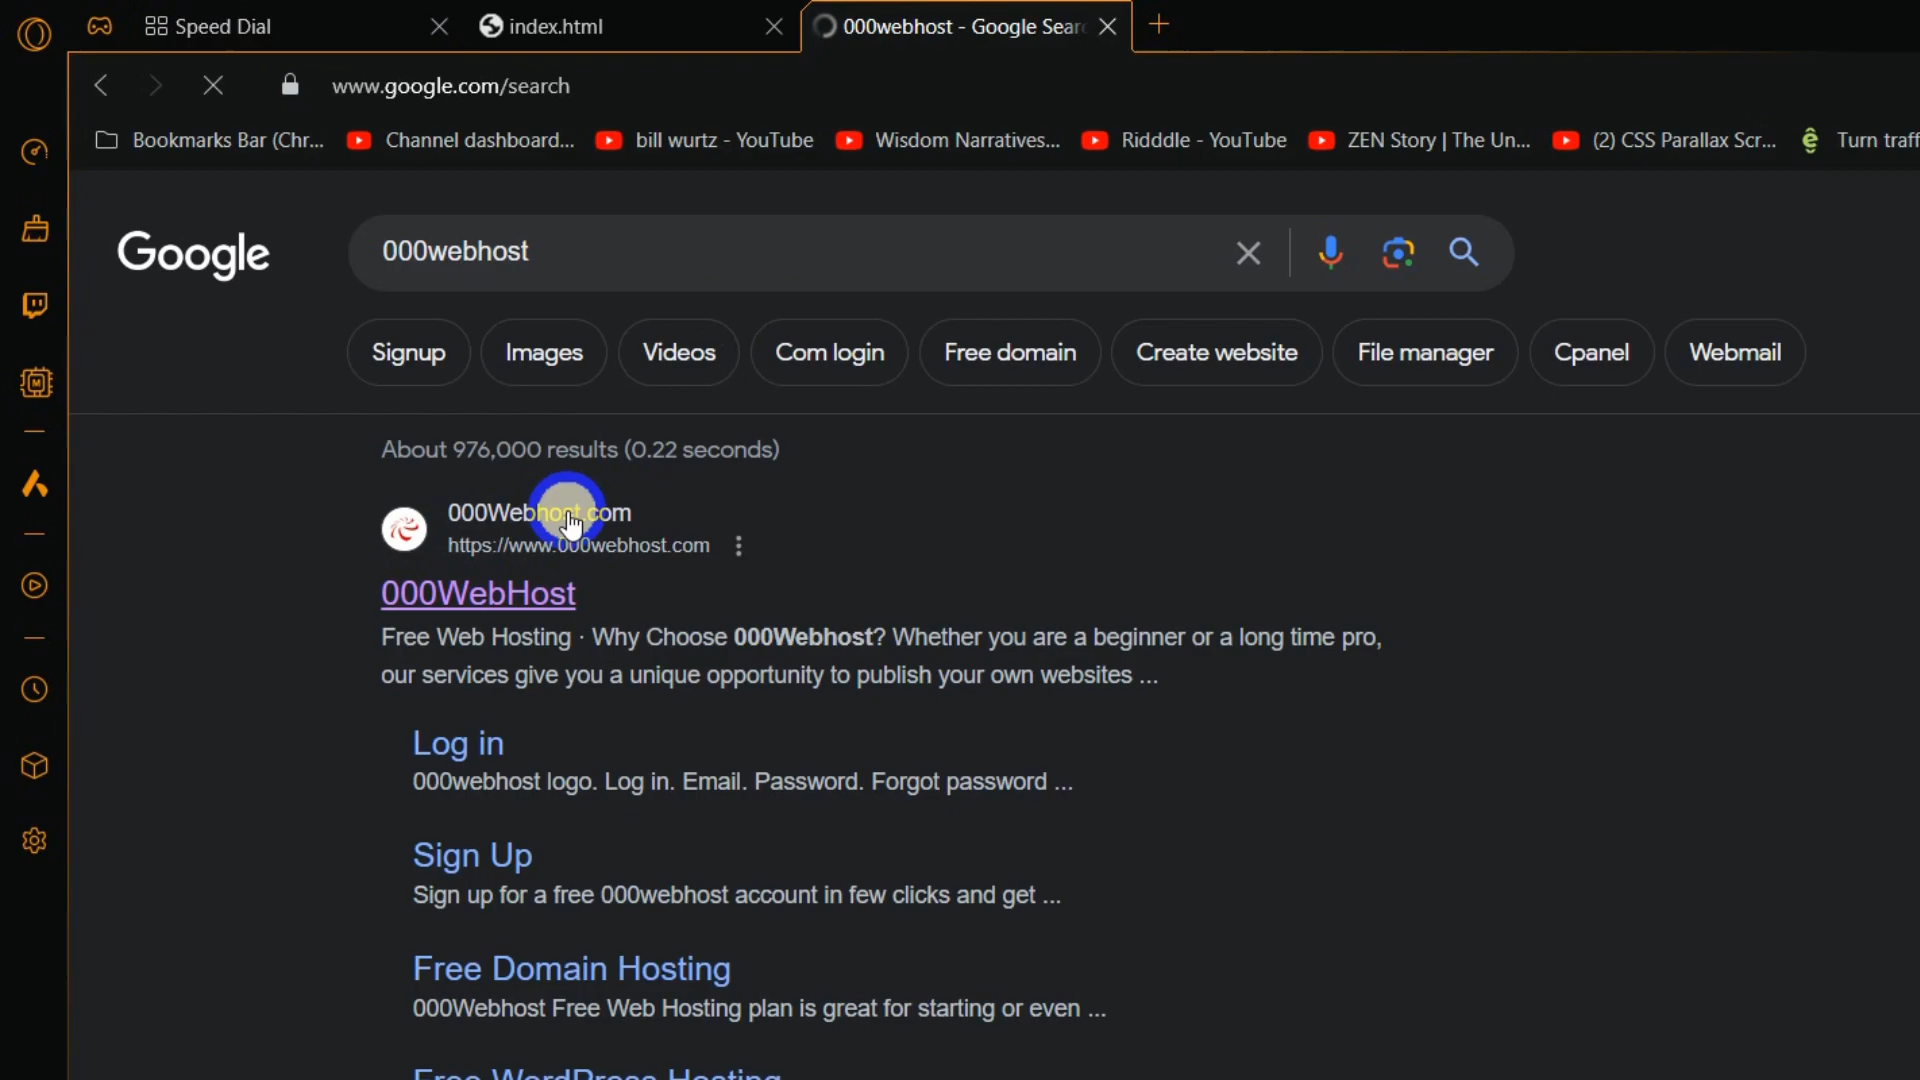 Speed Dial
index.html
000webhost - Google Sear
www.google.com/search
Bookmarks Bar (Chr...
Channel dashboard...
bill wurtz - YouTube
Wisdom Narratives...
Ridddle - YouTube
ZEN Story | The Un...
(2) CSS Parallax Scr...
Turn traff
Google
000webhost
Signup
Images
Videos
Com login
Free domain
Create website
File manager
Cpanel
Webmail
About 976,000 results (0.22 seconds)
000Webhost.com
https://www.000webhost.com
000WebHost
Free Web Hosting · Why Choose 000Webhost? Whether you are a beginner or a long time pro,
our services give you a unique opportunity to publish your own websites ...
Log in
000webhost logo. Log in. Email. Password. Forgot password ...
Sign Up
Sign up for a free 000webhost account in few clicks and get ...
Free Domain Hosting
000Webhost Free Web Hosting plan is great for starting or even ...
Free WordPress Hosting